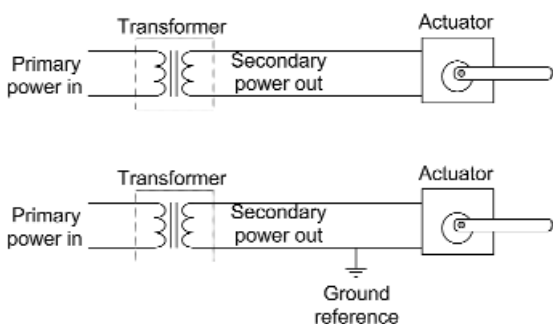 Transformer
Actuator
Primary
power in
Secondary
power out
Transformer
Actuator
Primary
power in
Secondary
power out
Ground
reference